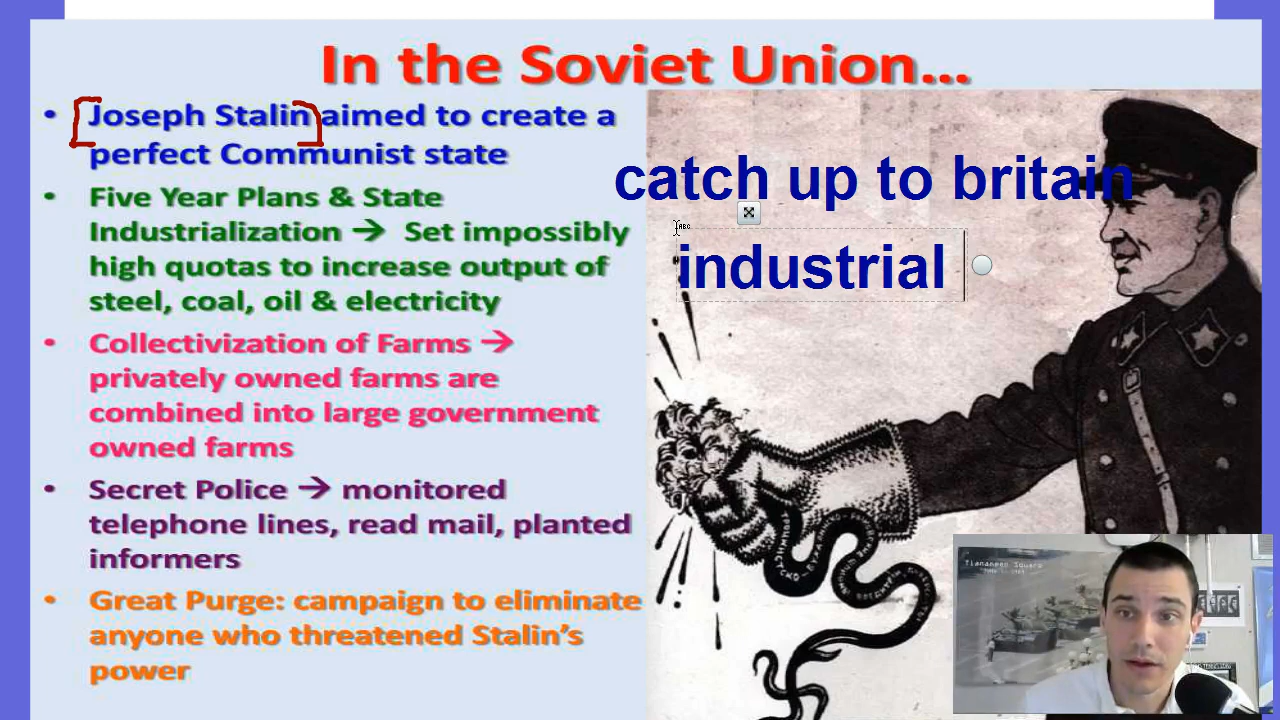 In the Soviet Union...
• Joseph Stalin aimed to create a
perfect Communist state
• Five Year Plans & State
Industrialization → Set impossibly
high quotas to increase output of
steel, coal, oil & electricity
• Collectivization of Farms →
privately owned farms are
combined into large government
owned farms
• Secret Police → monitored
telephone lines, read mail, planted
informers
• Great Purge: campaign to eliminate
anyone who threatened Stalin's
power
catch up to britain
ABC
industrial
Tiananmen Square